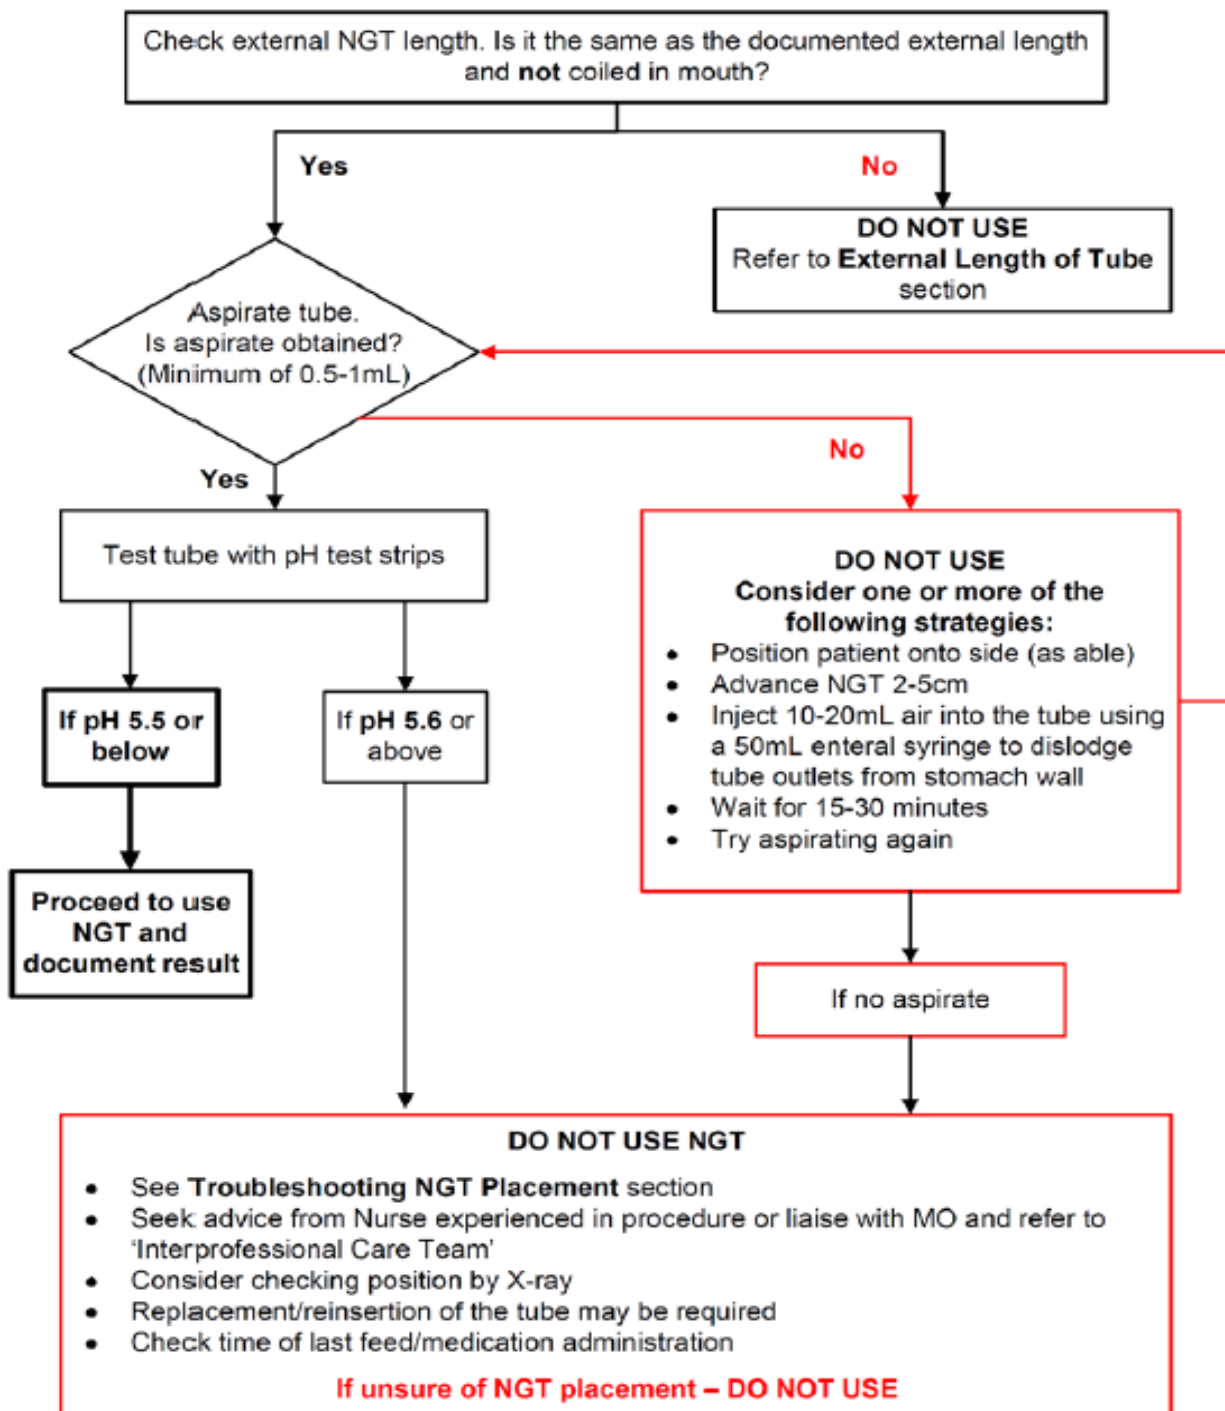 Check external NGT length. Is it the same as the documented external length
and not coiled in mouth?
Yes
No
DO NOT USE
Refer to External Length of Tube
section
Aspirate tube.
Is aspirate obtained?
(Minimum of 0.5-1mL)
No
Yes
Test tube with pH test strips
DO NOT USE
Consider one or more of the
following strategies:
• Position patient onto side (as able)
• Advance NGT 2-5cm
• Inject 10-20mL air into the tube using
a 50mL enteral syringe to dislodge
tube outlets from stomach wall
• Wait for 15-30 minutes
• Try aspirating again
If pH 5.5 or
below
If pH 5.6 or
above
Proceed to use
NGT and
document result
If no aspirate
DO NOT USE NGT
• See 'Troubleshooting NGT Placement section
• Seek advice from Nurse experienced in procedure or liaise with MO and refer to
'Interprofessional Care Team'
• Consider checking position by X-ray
• Replacement/reinsertion of the tube may be required
• Check time of last feed/medication administration
If unsure of NGT placement – DO NOT USE